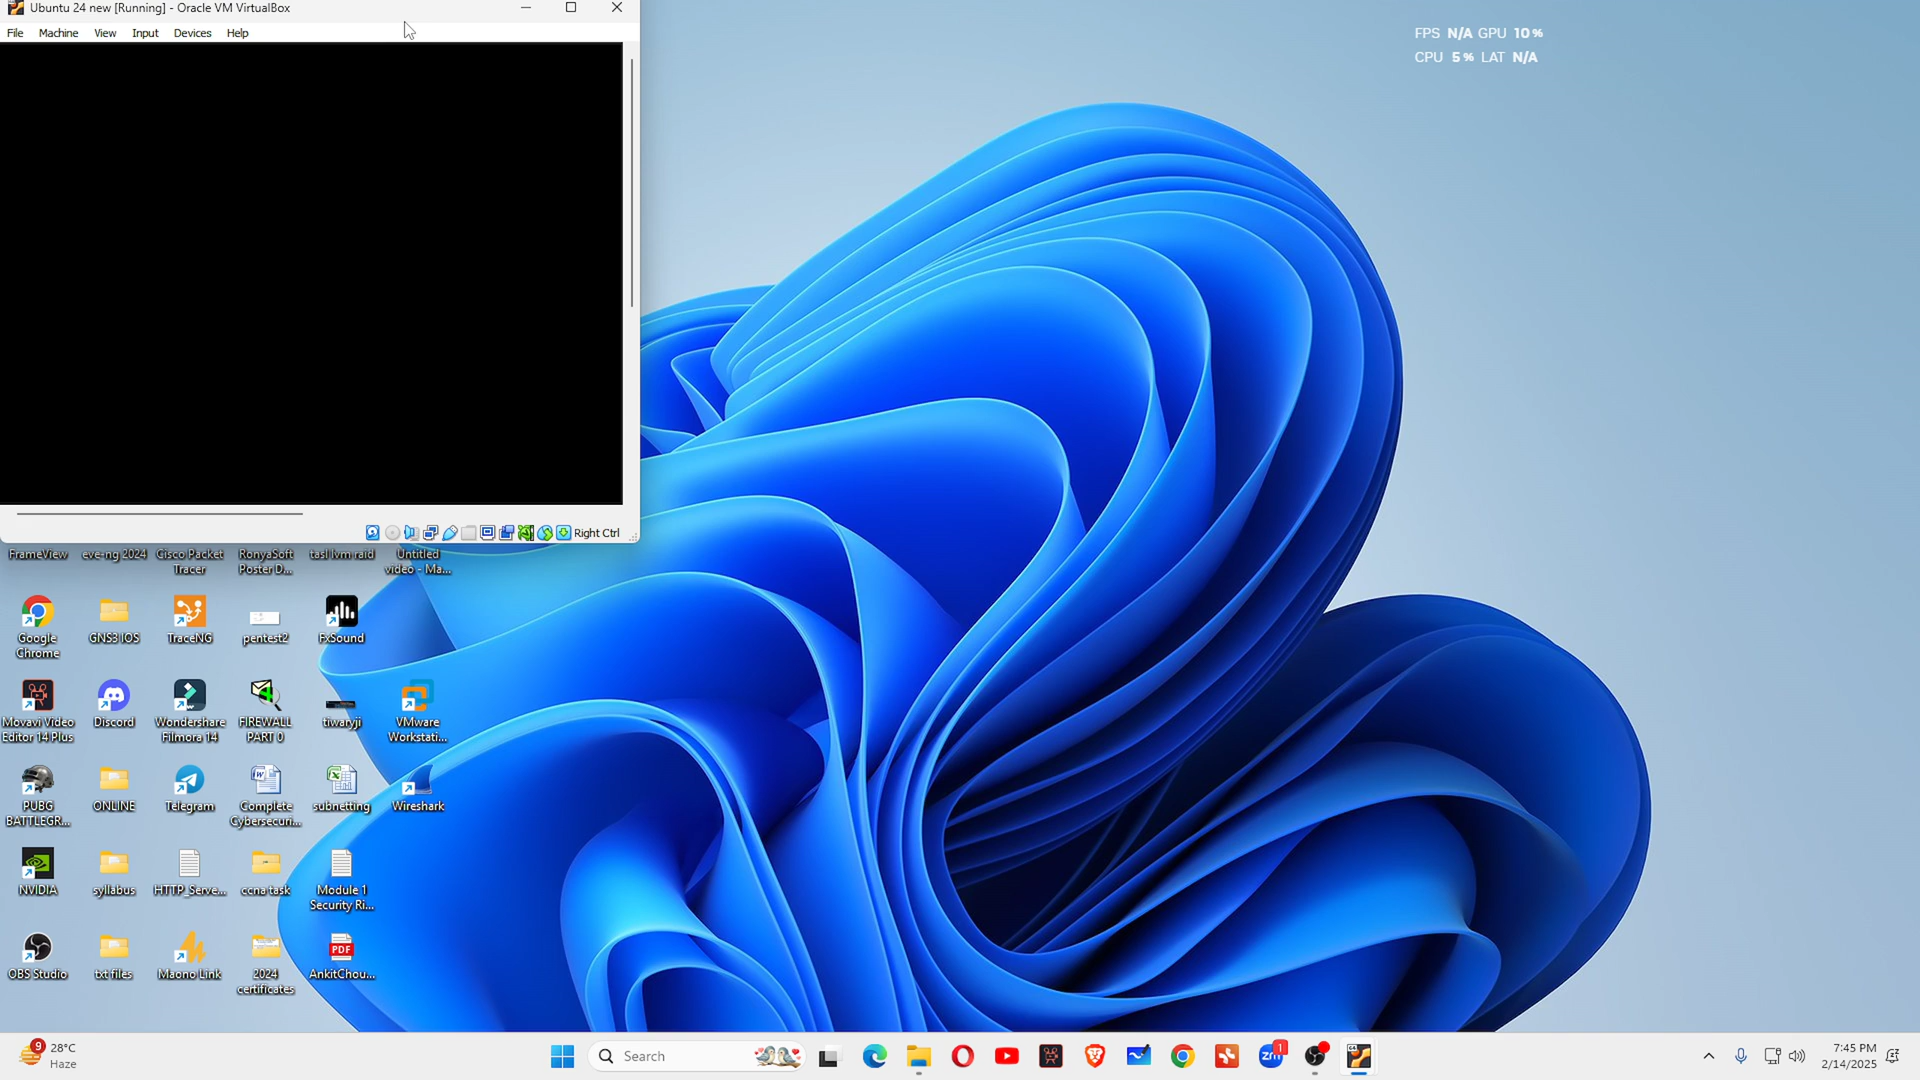 Ubuntu 24 new [Running] - Oracle VM VirtualBox
File Machine View Input Devices Help
FPS N/A GPU 10 %
CPU 5 % LAT N/A
Right Ctrl
FrameView
eve-ng 2024
Cisco Packet
Tracer
RonyaSoft
Poster D...
tasl lvm raid
Untitled
video - Ma...
Google
Chrome
GNS3 IOS
TraceNG
pentest2
FxSound
Movavi Video
Editor 14 Plus
Discord
Wondershare
Filmora 14
FIREWALL
PART 0
tiwaryji
VMware
Workstati...
PUBG
BATTLEGR...
ONLINE
Telegram
Complete
Cybersecuri...
subnetting
Wireshark
NVIDIA
syllabus
HTTP_Serve...
ccna task
Module 1
Security Ri...
OBS Studio
txt files
Maono Link
2024
certificates
PDF
AnkitChou...
9
28°C
Haze
Search
zm
1
7:45 PM
2/14/2025